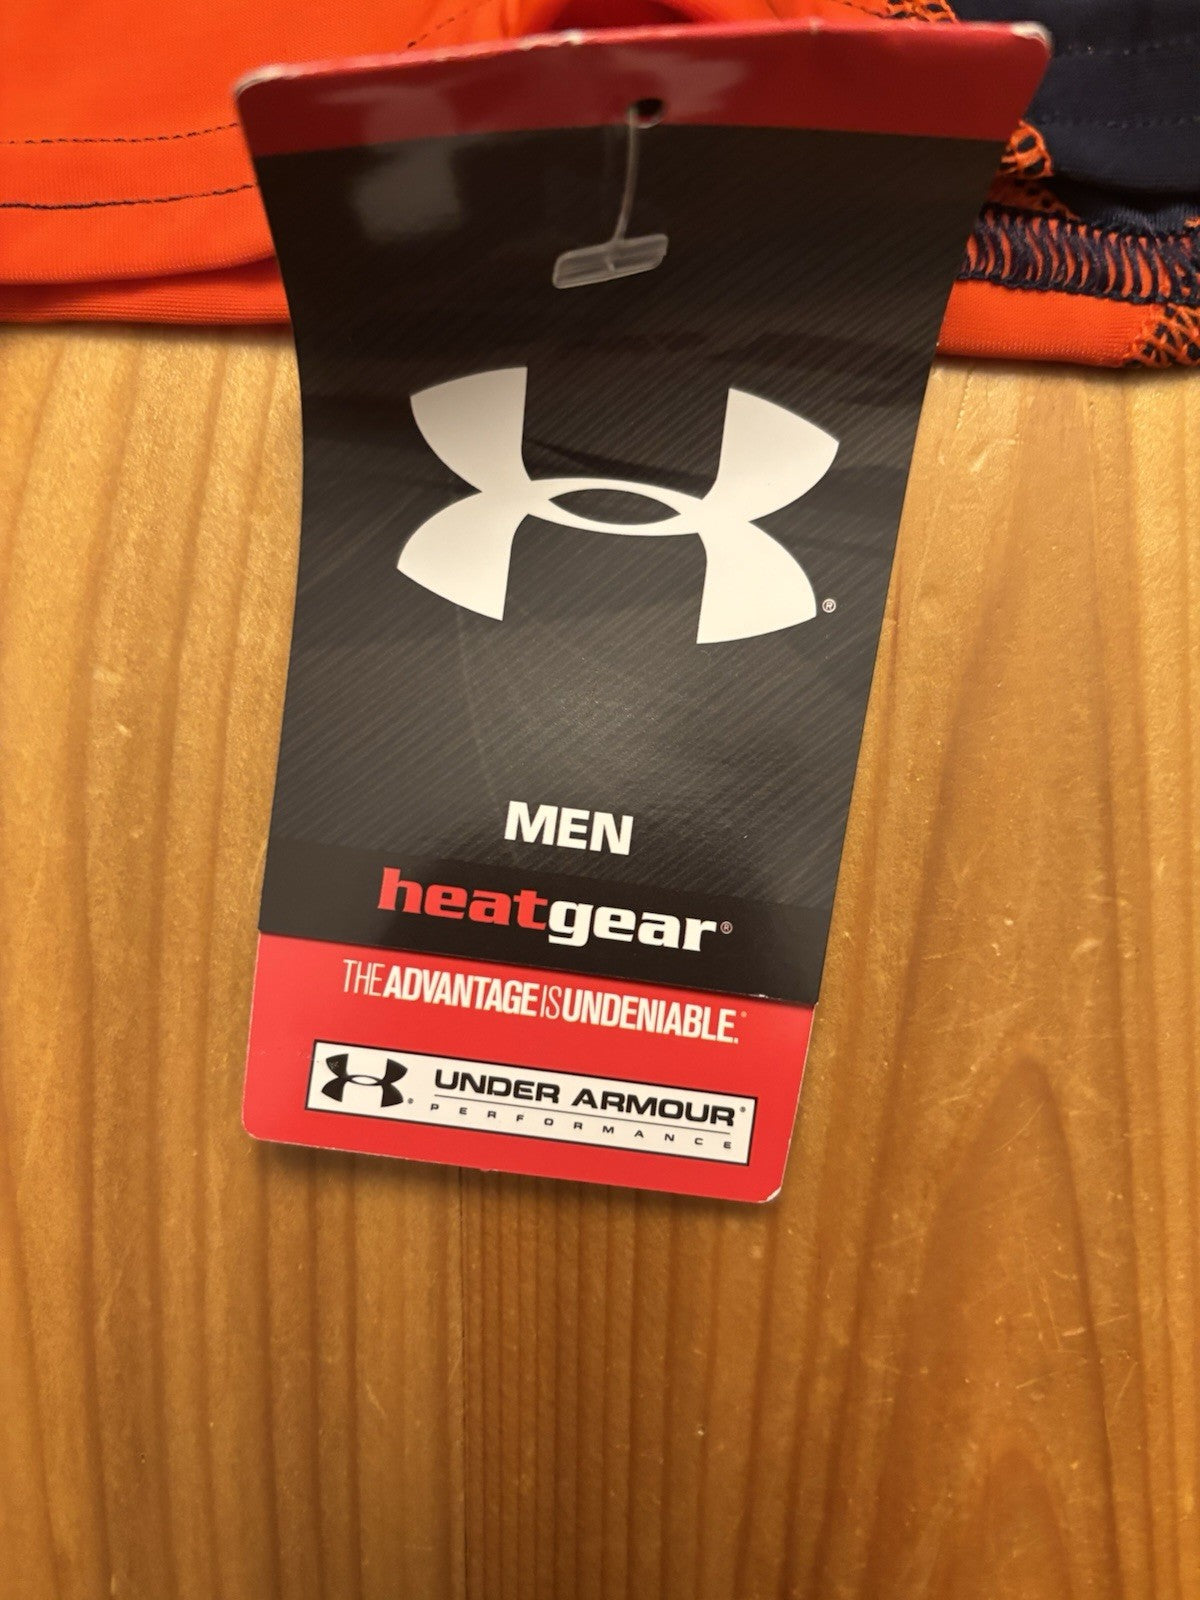 ®
MEN
heatgear®
THE ADVANTAGE IS UNDENIABLE.®
® UNDER ARMOUR®
PERFORMANCE